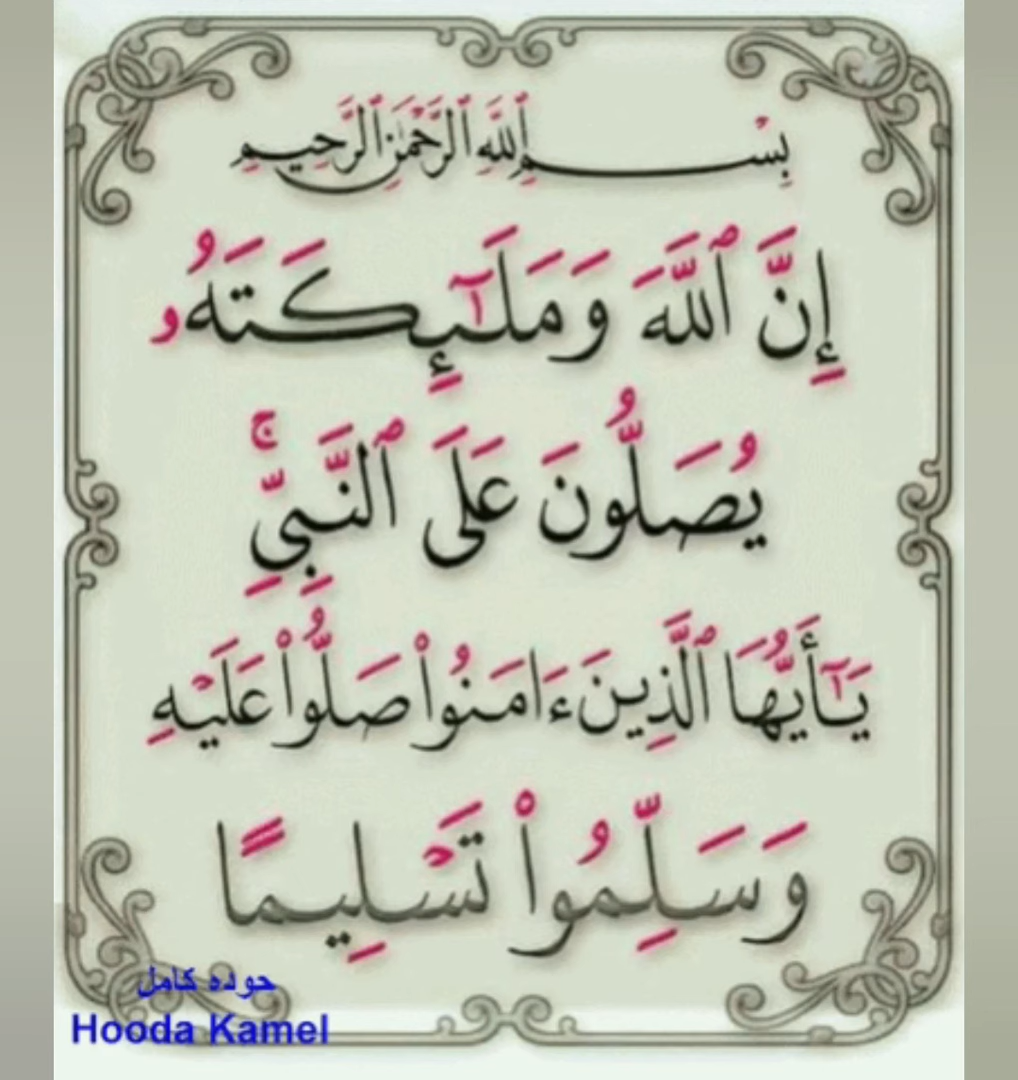 بِسْمِ ٱللَّهِ ٱلرَّحْمَٰنِ ٱلرَّحِيمِ
إِنَّ ٱللَّهَ وَمَلَٰٓئِكَتَهُۥ
يُصَلُّونَ عَلَى ٱلنَّبِىِّۚ
يَٰٓأَيُّهَا ٱلَّذِينَ ءَامَنُوا۟ صَلُّوا۟ عَلَيْهِ
وَسَلِّمُوا۟ تَسْلِيمًا
حوده كامل
Hooda Kamel